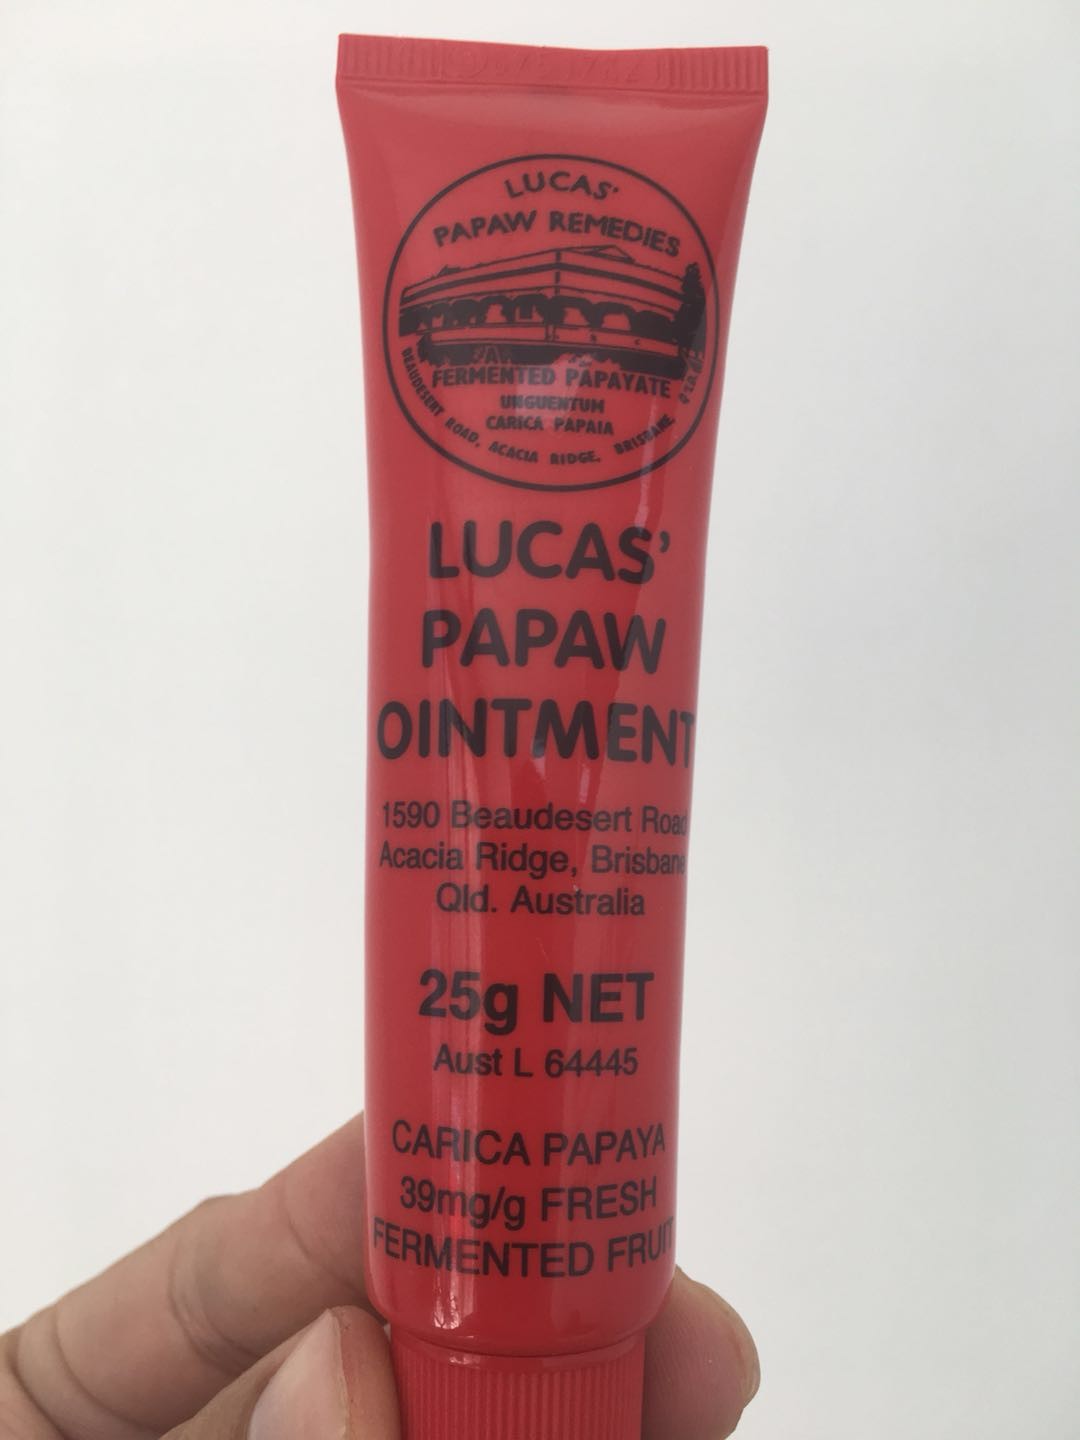 LUCAS'
PAPAW REMEDIES
FERMENTED PAPAYATE
UNGUENTUM
CARICA PAPAIA
BEAUDESERT ROAD, ACACIA RIDGE, BRISBANE
LUCAS'
PAPAW
OINTMENT
1590 Beaudesert Road
Acacia Ridge, Brisbane
Qld. Australia
25g NET
Aust L 64445
CARICA PAPAYA
39mg/g FRESH
FERMENTED FRUIT